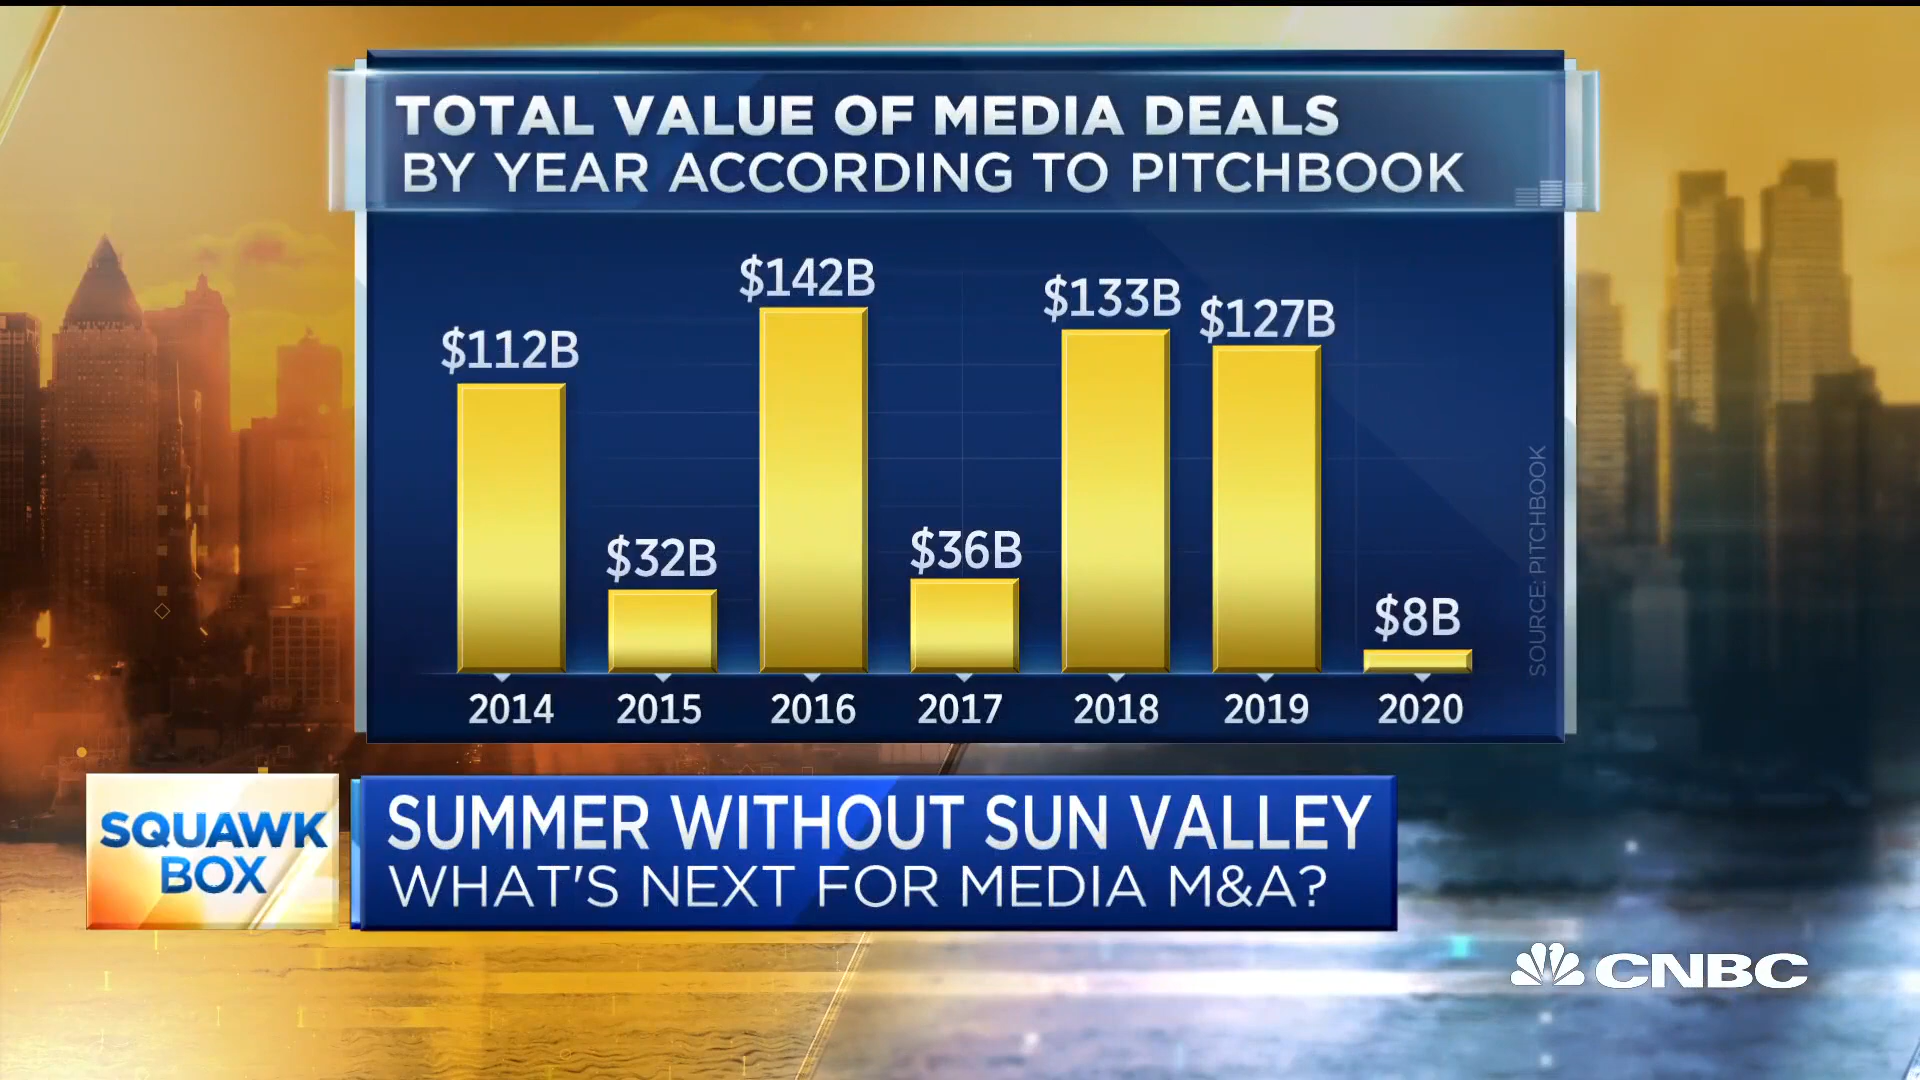 TOTAL VALUE OF MEDIA DEALS
BY YEAR ACCORDING TO PITCHBOOK
$112B
$32B
$142B
$36B
$133B
$127B
$8B
2014
2015
2016
2017
2018
2019
2020
SOURCE: PITCHBOOK
SQUAWK
BOX
SUMMER WITHOUT SUN VALLEY
WHAT'S NEXT FOR MEDIA M&A?
CNBC